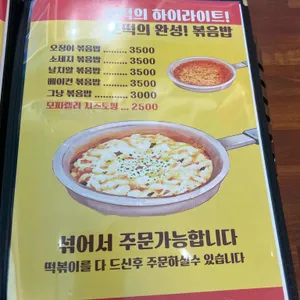 떡의 하이라이트!
떡이 완성! 볶음밥
오징어 볶음밥 ......... 3500
소세지 볶음밥 ......... 3500
날치알 볶음밥 ......... 3500
베이컨 볶음밥 ......... 3500
그냥 볶음밥 ......... 3000
모짜렐라 치즈토핑 ... 2500
섞어서 주문가능합니다
떡볶이를 다 드신후 주문하실수 있습니다